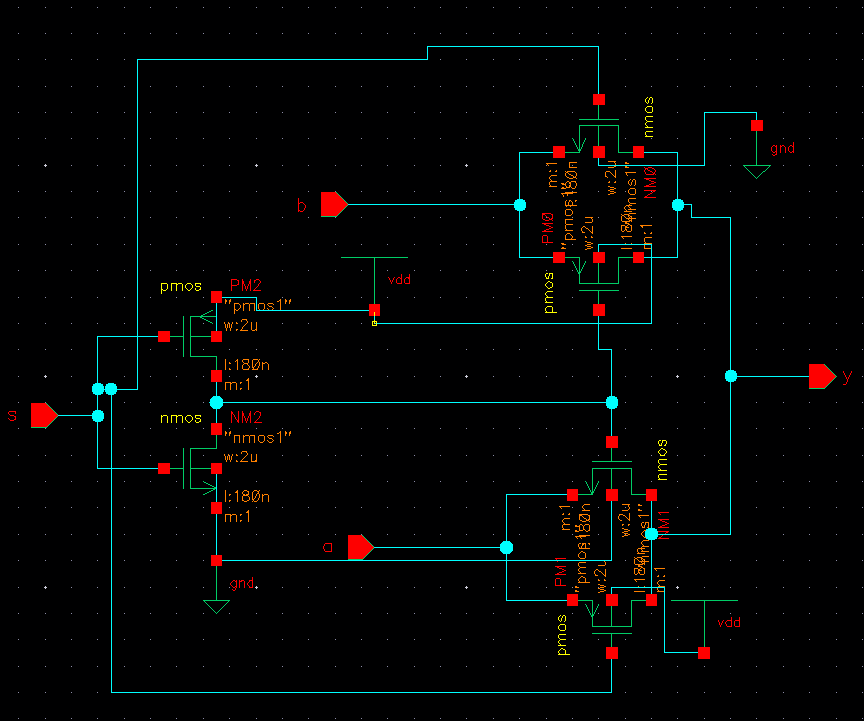 nmos
gnd
m:1
l:180n
w:2u
"nmos1"
NM0
b
PM0
"pmos1"
w:2u
l:180n
m:1
pmos
vdd
pmos
PM2
"pmos1"
w:2u
l:180n
m:1
y
s
nmos
NM2
"nmos1"
w:2u
l:180n
m:1
nmos
m:1
l:180n
w:2u
"nmos1"
NM1
a
PM1
"pmos1"
w:2u
l:180n
m:1
gnd
pmos
vdd